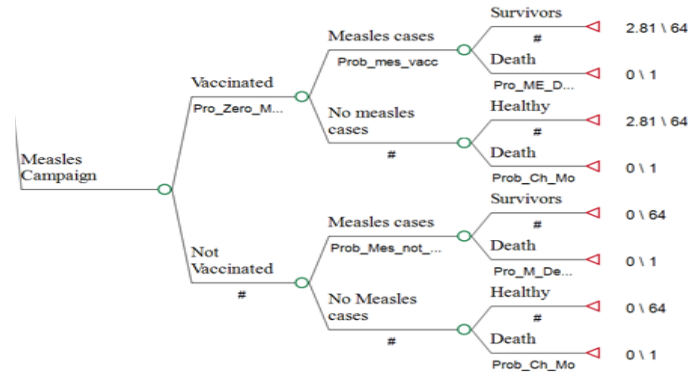 Survivors
2.81 \ 64
Measles cases
#
Prob_mes_vacc
Death
0 \ 1
Vaccinated
Pro_ME_D...
Pro_Zero_M...
No measles
cases
Healthy
2.81 \ 64
#
#
Death
0 \ 1
Prob_Ch_Mo
Measles
Campaign
Survivors
0 \ 64
Measles cases
#
Prob_Mes_not_...
Death
0 \ 1
Not
Vaccinated
Pro_M_De...
#
No Measles
cases
Healthy
0 \ 64
#
#
Death
0 \ 1
Prob_Ch_Mo